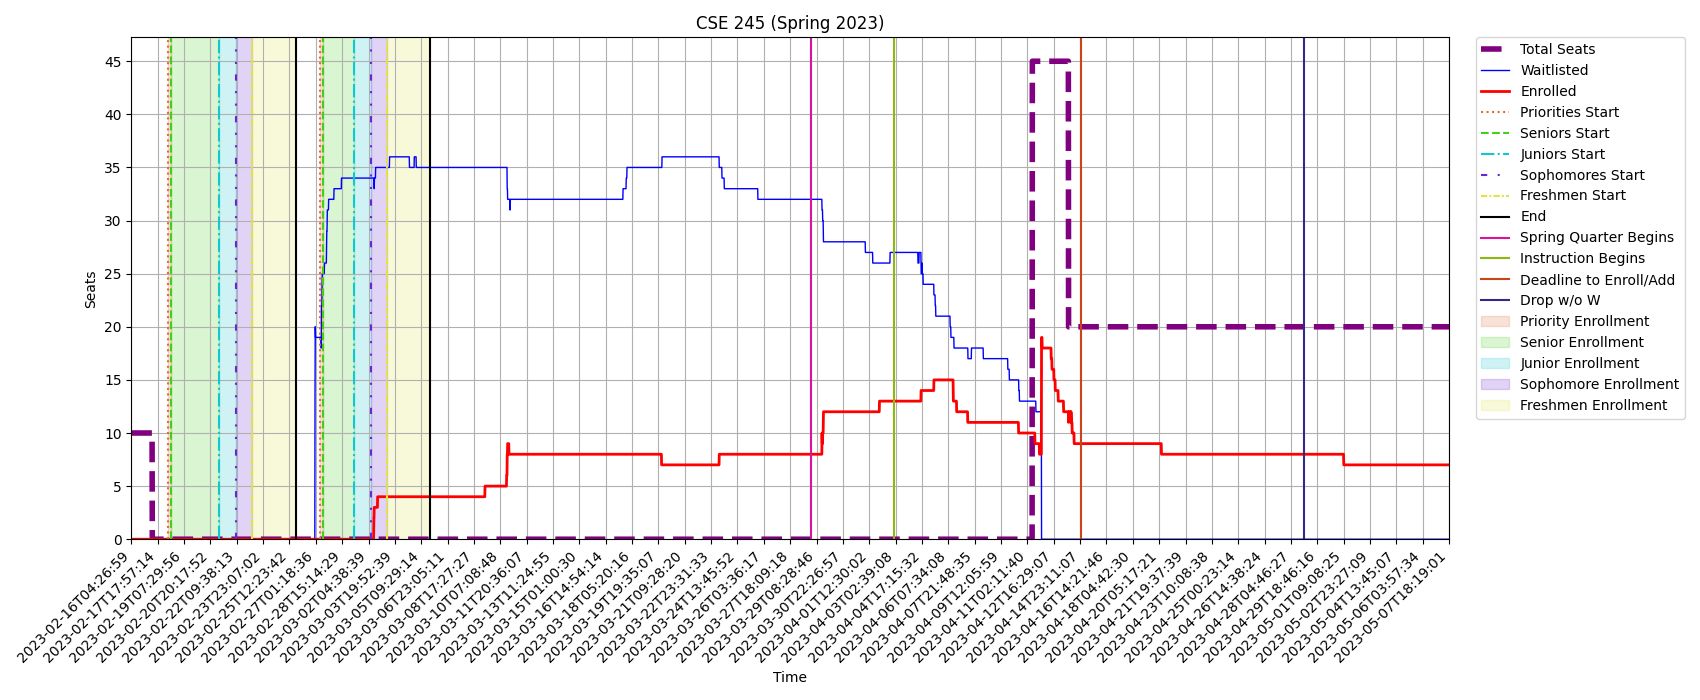 CSE 245 (Spring 2023)
Seats
45
40
35
30
25
20
15
10
5
0
2023-02-16T04:26:59
2023-02-17T17:57:14
2023-02-19T07:29:56
2023-02-20T20:17:52
2023-02-22T09:38:13
2023-02-23T23:07:02
2023-02-25T12:23:42
2023-02-27T01:18:36
2023-02-28T15:14:29
2023-03-02T04:38:39
2023-03-03T19:52:39
2023-03-05T09:29:14
2023-03-06T23:05:11
2023-03-08T17:27:27
2023-03-10T07:08:48
2023-03-11T20:36:07
2023-03-13T11:24:55
2023-03-15T01:00:30
2023-03-16T14:54:14
2023-03-18T05:20:16
2023-03-19T19:35:07
2023-03-21T09:28:20
2023-03-22T23:31:33
2023-03-24T13:45:52
2023-03-26T03:36:17
2023-03-27T18:09:18
2023-03-29T08:28:46
2023-03-30T22:26:57
2023-04-01T12:30:02
2023-04-03T02:39:08
2023-04-04T17:15:32
2023-04-06T07:34:08
2023-04-07T21:48:35
2023-04-09T12:05:59
2023-04-11T02:11:40
2023-04-12T16:29:07
2023-04-14T23:11:07
2023-04-16T14:21:46
2023-04-18T04:42:30
2023-04-20T05:17:21
2023-04-21T19:37:39
2023-04-23T10:08:38
2023-04-25T00:23:14
2023-04-26T14:38:24
2023-04-28T04:46:27
2023-04-29T18:46:16
2023-05-01T09:08:25
2023-05-02T23:27:09
2023-05-04T13:45:07
2023-05-06T03:57:34
2023-05-07T18:19:01
Time
Total Seats
Waitlisted
Enrolled
Priorities Start
Seniors Start
Juniors Start
Sophomores Start
Freshmen Start
End
Spring Quarter Begins
Instruction Begins
Deadline to Enroll/Add
Drop w/o W
Priority Enrollment
Senior Enrollment
Junior Enrollment
Sophomore Enrollment
Freshmen Enrollment